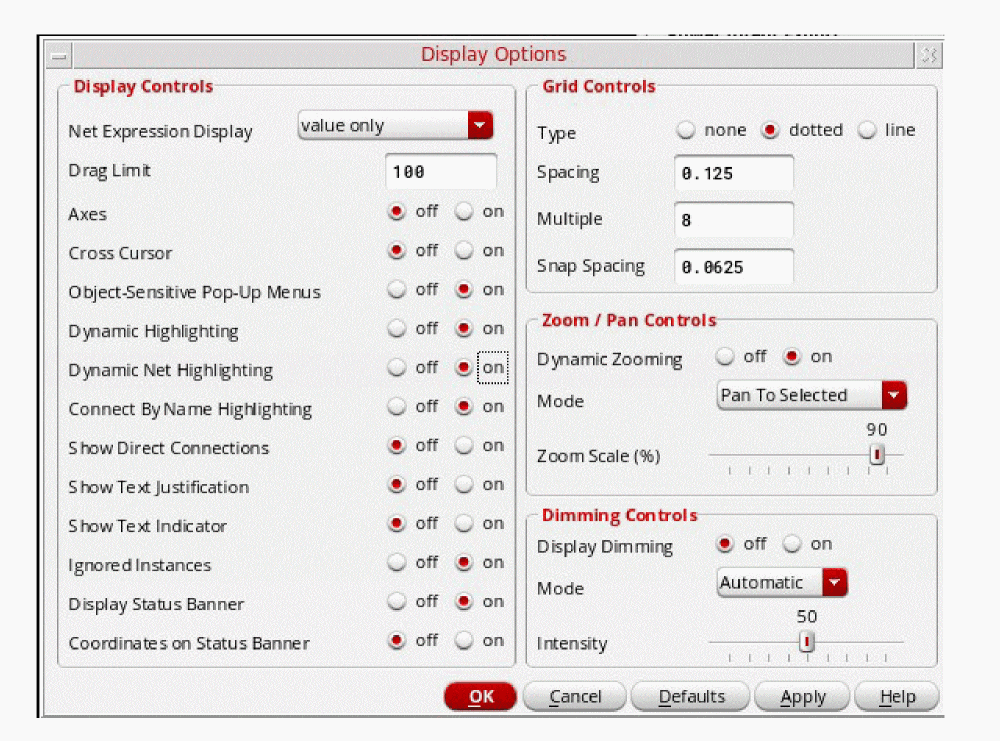 Display Options
Display Controls
Net Expression Display value only
Drag Limit 100
Axes off on
Cross Cursor off on
Object-Sensitive Pop-Up Menus off on
Dynamic Highlighting off on
Dynamic Net Highlighting off on
Connect By Name Highlighting off on
Show Direct Connections off on
Show Text Justification off on
Show Text Indicator off on
Ignored Instances off on
Display Status Banner off on
Coordinates on Status Banner off on
Grid Controls
Type none dotted line
Spacing 0.125
Multiple 8
Snap Spacing 0.0625
Zoom / Pan Controls
Dynamic Zooming off on
Mode Pan To Selected
90
Zoom Scale (%)
Dimming Controls
Display Dimming off on
Mode Automatic
50
Intensity
OK Cancel Defaults Apply Help